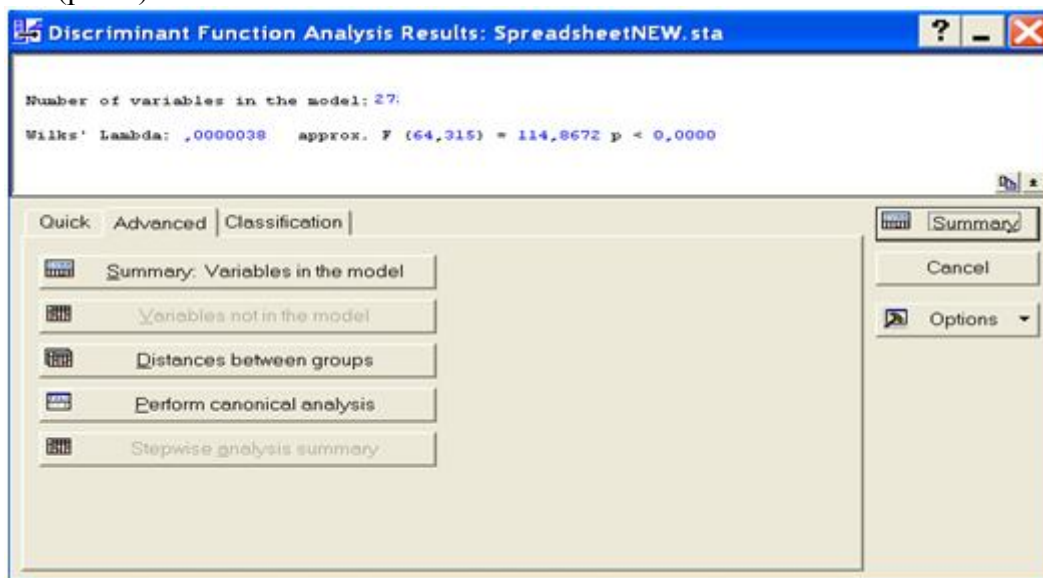 Discriminant Function Analysis Results: SpreadsheetNEW.sta
Number of variables in the model: 27
Wilks' Lambda: ,0000038 approx. F (64,315) = 114,8672 p < 0,0000
Quick Advanced Classification
Summary
Summary: Variables in the model
Cancel
Variables not in the model
Options
Distances between groups
Perform canonical analysis
Stepwise analysis summary